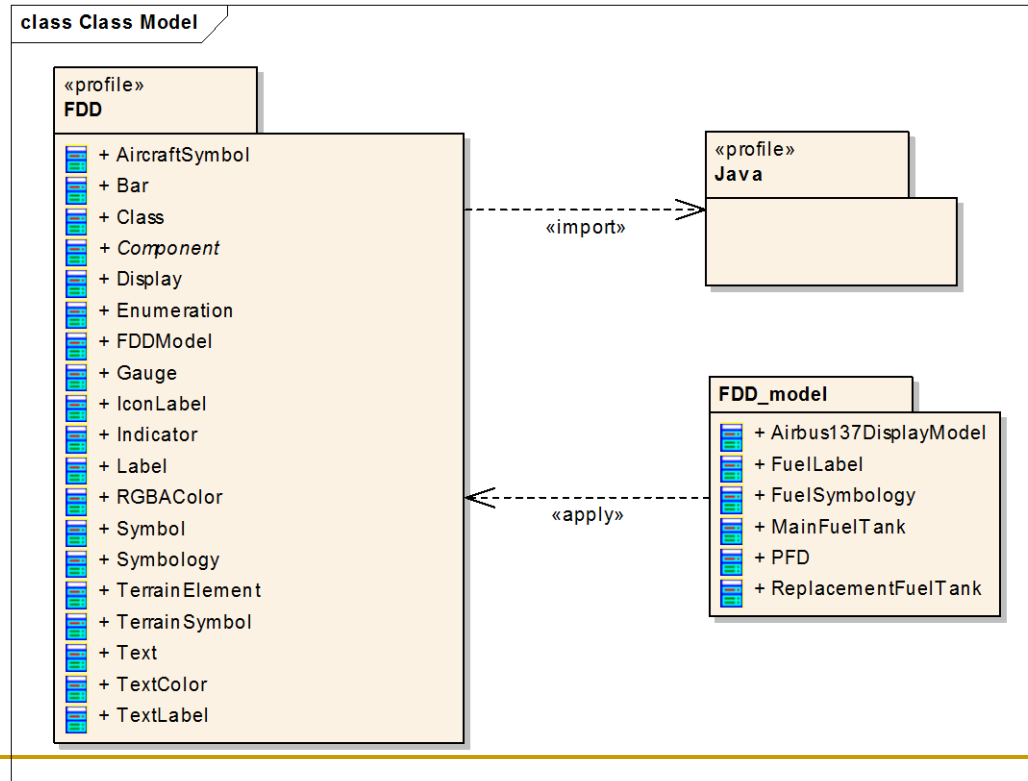 class Class Model
«profile»
FDD
+ AircraftSymbol
+ Bar
+ Class
+ Component
+ Display
+ Enumeration
+ FDDModel
+ Gauge
+ IconLabel
+ Indicator
+ Label
+ RGBAColor
+ Symbol
+ Symbology
+ TerrainElement
+ TerrainSymbol
+ Text
+ TextColor
+ TextLabel
«import»
«profile»
Java
«apply»
FDD_model
+ Airbus137DisplayModel
+ FuelLabel
+ FuelSymbology
+ MainFuelTank
+ PFD
+ ReplacementFuelTank